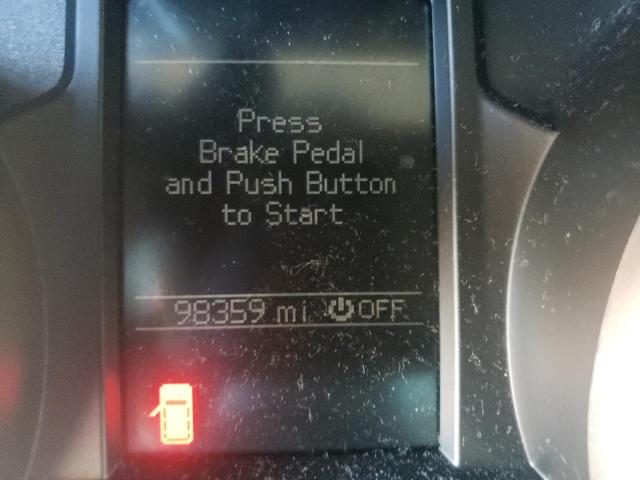 Press
Brake Pedal
and Push Button
to Start
98359 mi OFF